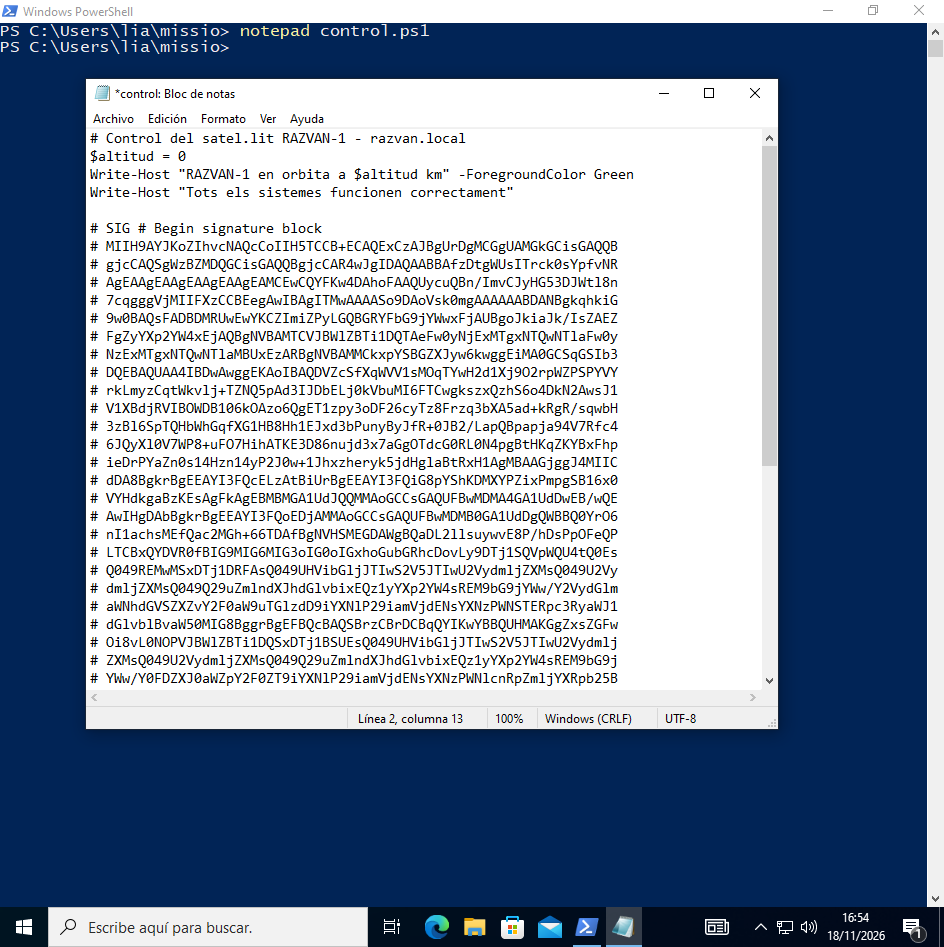 Windows PowerShell
PS C:\Users\lia\missio> notepad control.ps1
PS C:\Users\lia\missio>
*control: Bloc de notas
Archivo Edición Formato Ver Ayuda
# Control del satel.lit RAZVAN-1 - razvan.local
$altitud = 0
Write-Host "RAZVAN-1 en orbita a $altitud km" -ForegroundColor Green
Write-Host "Tots els sistemes funcionen correctament"
# SIG # Begin signature block
# MIIH9AYJKoZIhvcNAQcCoIIH5TCCB+ECAQExCzAJBgUrDgMCGgUAMGkGCisGAQQB
# gjcCAQSgWzBZMDQGCisGAQQBgjcCAR4wJgIDAQAABBAfzDtgWUsITrck0sYpfvNR
# AgEAAgEAAgEAAgEAAgEAMCEwCQYFKw4DAhoFAAQUycuQBn/ImvCJyHG53DJWtl8n
# 7cqgggVjMIIFXzCCBEegAwIBAgITMwAAAASo9DAoVsk0mgAAAAAABDANBgkqhkiG
# 9w0BAQsFADBDMRUwEwYKCZImiZPyLGQBGRYFbG9jYWwxFjAUBgoJkiaJk/IsZAEZ
# FgZyYXp2YW4xEjAQBgNVBAMTCVJBWlZBTi1DQTAeFw0yNjExMTgxNTQwNTlaFw0y
# NzExMTgxNTQwNTlaMBUxEzARBgNVBAMMCkxpYSBGZXJyw6kwggEiMA0GCSqGSIb3
# DQEBAQUAA4IBDwAwggEKAoIBAQDVZcSfXqWVV1sMOqTYwH2d1Xj9O2rpWZPSPYVY
# rkLmyzCqtWkvlj+TZNQ5pAd3IJDbELj0kVbuMI6FTCwgkszxQzhS6o4DkN2AwsJ1
# V1XBdjRVIBOWDB106kOAzo6QgET1zpy3oDF26cyTz8Frzq3bXA5ad+kRgR/sqwbH
# 3zBl6SpTQHbWhGqfXG1HB8Hh1EJxd3bPunyByJfR+0JB2/LapQBpapja94V7Rfc4
# 6JQyXl0V7WP8+uFO7HihATKE3D86nujd3x7aGgOTdcG0RL0N4pgBtHKqZKYBxFhp
# ieDrPYaZn0s14Hzn14yP2J0w+1Jhxzheryk5jdHglaBtRxH1AgMBAAGjggJ4MIIC
# dDA8BgkrBgEEAYI3FQcELzAtBiUrBgEEAYI3FQiG8pYShKDMXYPZixPmpgSB16x0
# VYHdkgaBzKEsAgFkAgEBMBMGA1UdJQQMMAoGCCsGAQUFBwMDMA4GA1UdDwEB/wQE
# AwIHgDAbBgkrBgEEAYI3FQoEDjAMMAoGCCsGAQUFBwMDMB0GA1UdDgQWBBQ0YrO6
# nI1achsMEfQac2MGh+66TDAfBgNVHSMEGDAWgBQaDL2llsuywvE8P/hDsPpOFeQP
# LTCBxQYDVR0fBIG9MIG6MIG3oIG0oIGxhoGubGRhcDovLy9DTj1SQVpWQU4tQ0Es
# Q049REMwMSxDTj1DRFAsQ049UHVibGljJTIwS2V5JTIwU2VydmljZXMsQ049U2Vy
# dmljZXMsQ049Q29uZmlndXJhdGlvbixEQz1yYXp2YW4sREM9bG9jYWw/Y2VydGlm
# aWNhdGVSZXZvY2F0aW9uTGlzdD9iYXNlP29iamVjdENsYXNzPWNSTERpc3RyaWJ1
# dGlvblBvaW50MIG8BggrBgEFBQcBAQSBrzCBrDCBqQYIKwYBBQUHMAKGgZxsZGFw
# Oi8vL0NOPVJBWlZBTi1DQSxDTj1BSUEsQ049UHVibGljJTIwS2V5JTIwU2Vydmlj
# ZXMsQ049U2VydmljZXMsQ049Q29uZmlndXJhdGlvbixEQz1yYXp2YW4sREM9bG9j
# YWw/Y0FDZXJ0aWZpY2F0ZT9iYXNlP29iamVjdENsYXNzPWNlcnRpZmljYXRpb25B
Línea 2, columna 13 100% Windows (CRLF) UTF-8
Escribe aquí para buscar.
16:54
18/11/2026
1